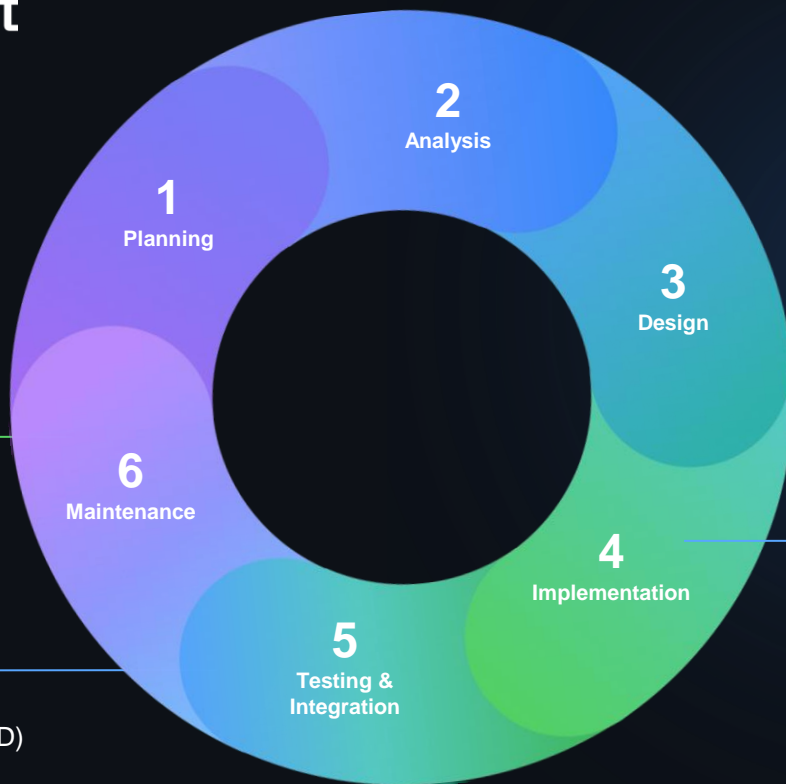 t
2
Analysis
1
Planning
3
Design
6
Maintenance
4
Implementation
5
Testing &
Integration
D)